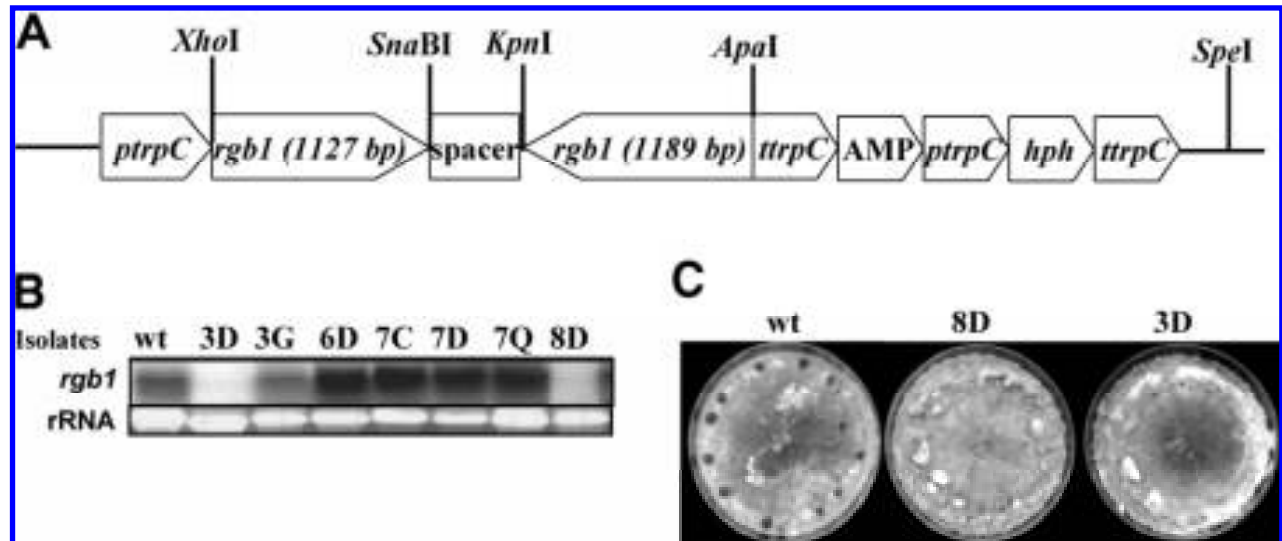 A
XhoI
SnaBI
KpnI
ApaI
SpeI
ptrpC
rgb1 (1127 bp)
spacer
rgb1 (1189 bp)
ttrpC
AMP
ptrpC
hph
ttrpC
B
Isolates wt 3D 3G 6D 7C 7D 7Q 8D
rgb1
rRNA
C
wt 8D 3D